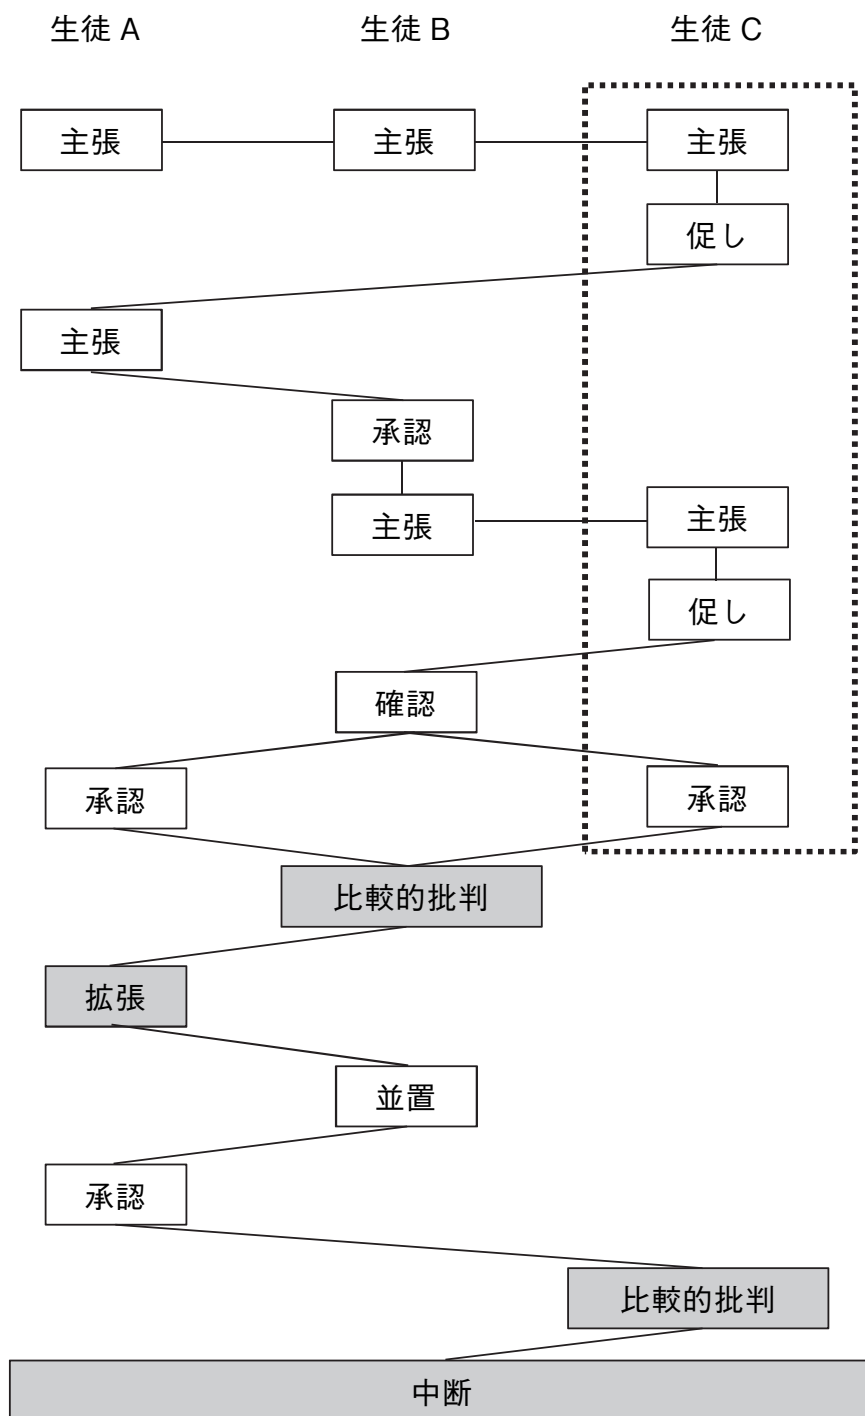 生徒 A 生徒 B 生徒 C
主張 主張 主張
促し
主張
承認
主張 主張
促し
確認
承認 承認
比較的批判
拡張
並置
承認
比較的批判
中断